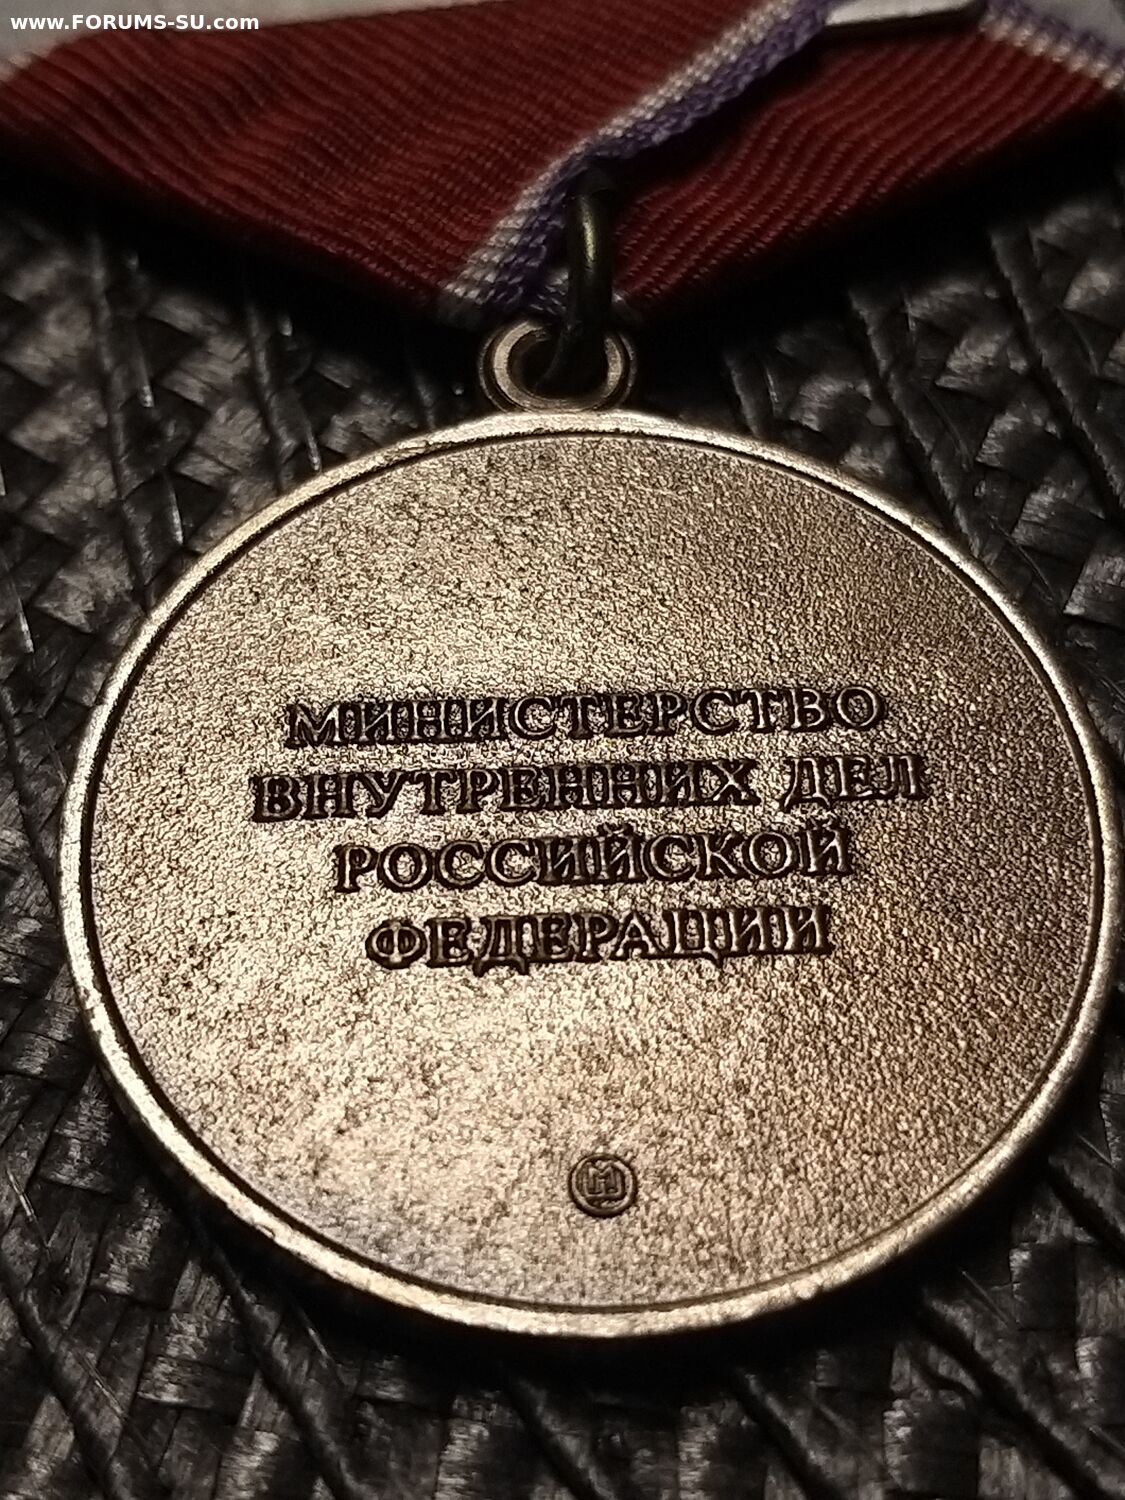 www.FORUMS-SU.com
МИНИСТЕРСТВО
ВНУТРЕННИХ ДЕЛ
РОССИЙСКОЙ
ФЕДЕРАЦИИ